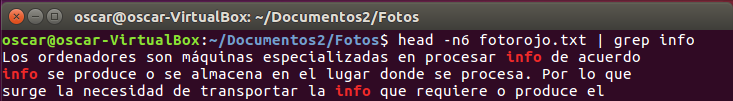 oscar@oscar-VirtualBox: ~/Documentos2/Fotos
oscar@oscar-VirtualBox:~/Documentos2/Fotos$ head -n6 fotorojo.txt | grep info
Los ordenadores son máquinas especializadas en procesar info de acuerdo
info se produce o se almacena en el lugar donde se procesa. Por lo que
surge la necesidad de transportar la info que requiere o produce el